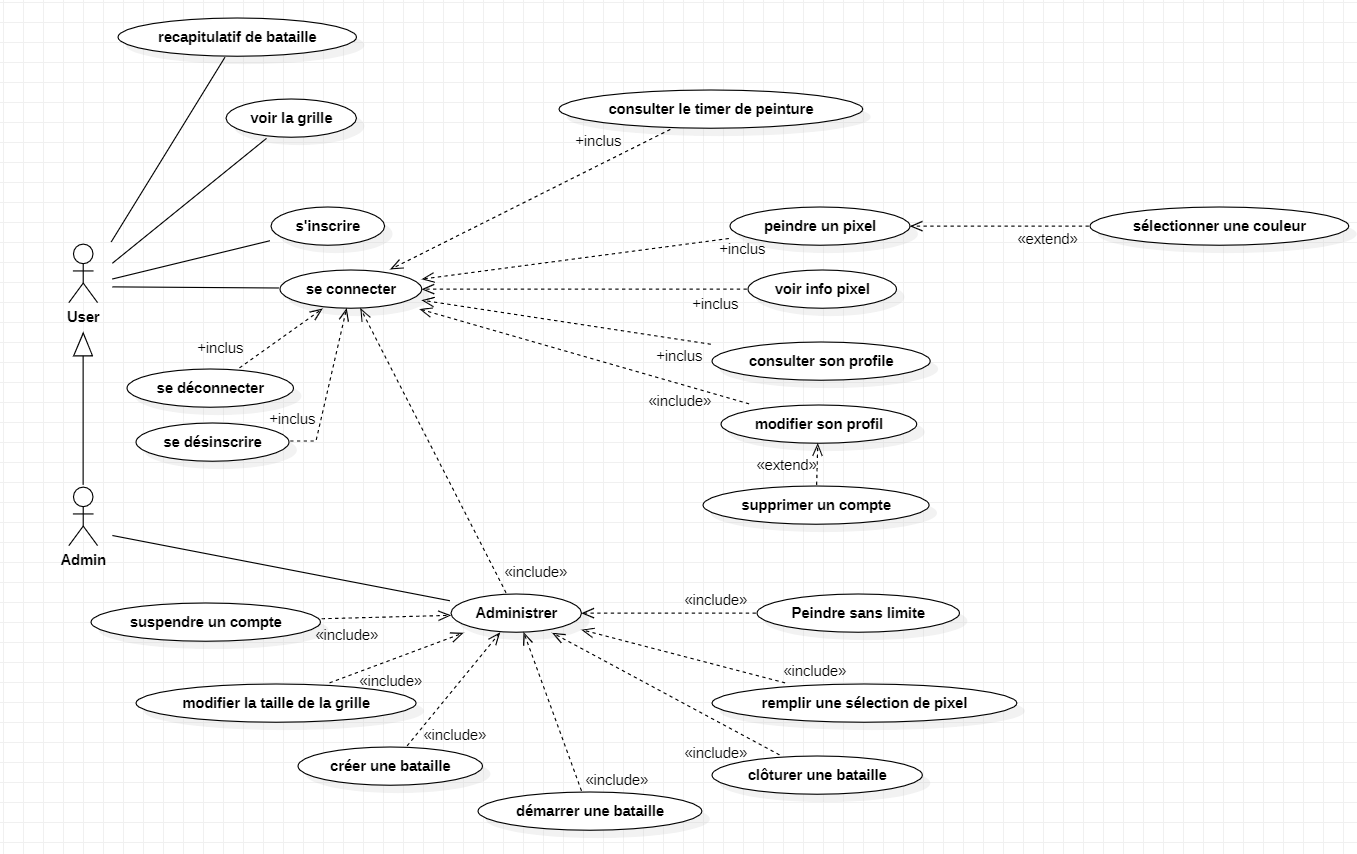 recapitulatif de bataille
voir la grille
consulter le timer de peinture
+inclus
s'inscrire
peindre un pixel
sélectionner une couleur
«extend»
+inclus
se connecter
voir info pixel
+inclus
User
+inclus
+inclus
consulter son profile
se déconnecter
«include»
+inclus
modifier son profil
se désinscrire
«extend»
supprimer un compte
Admin
«include»
«include»
Administrer
Peindre sans limite
suspendre un compte
«include»
«include»
«include»
modifier la taille de la grille
remplir une sélection de pixel
«include»
«include»
créer une bataille
clôturer une bataille
«include»
démarrer une bataille